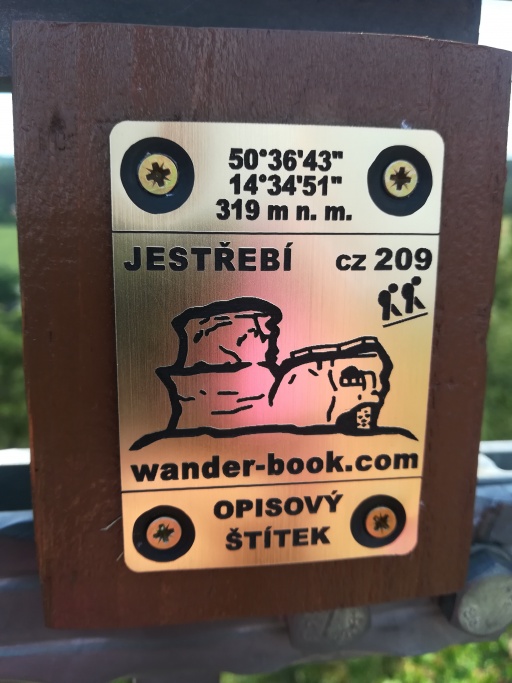 50°36'43"
14°34'51"
319 m n. m.
JESTŘEBÍ cz 209
wander-book.com
OPISOVÝ
ŠTÍTEK